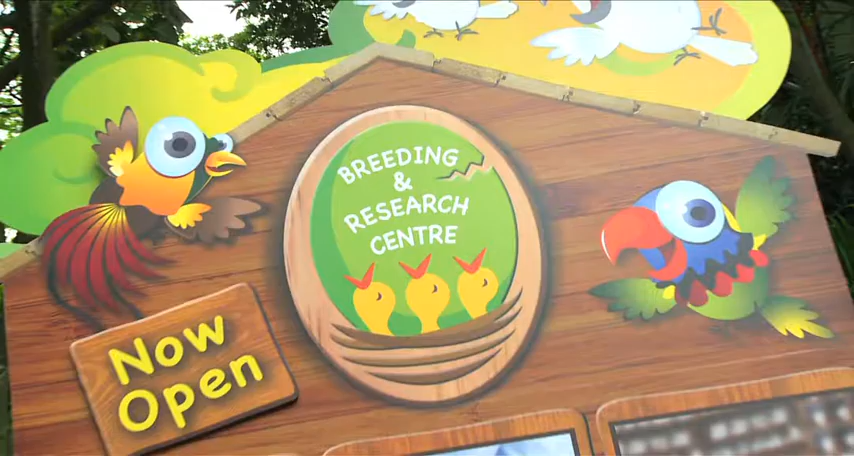 BREEDING
&
RESEARCH
CENTRE
Now
Open